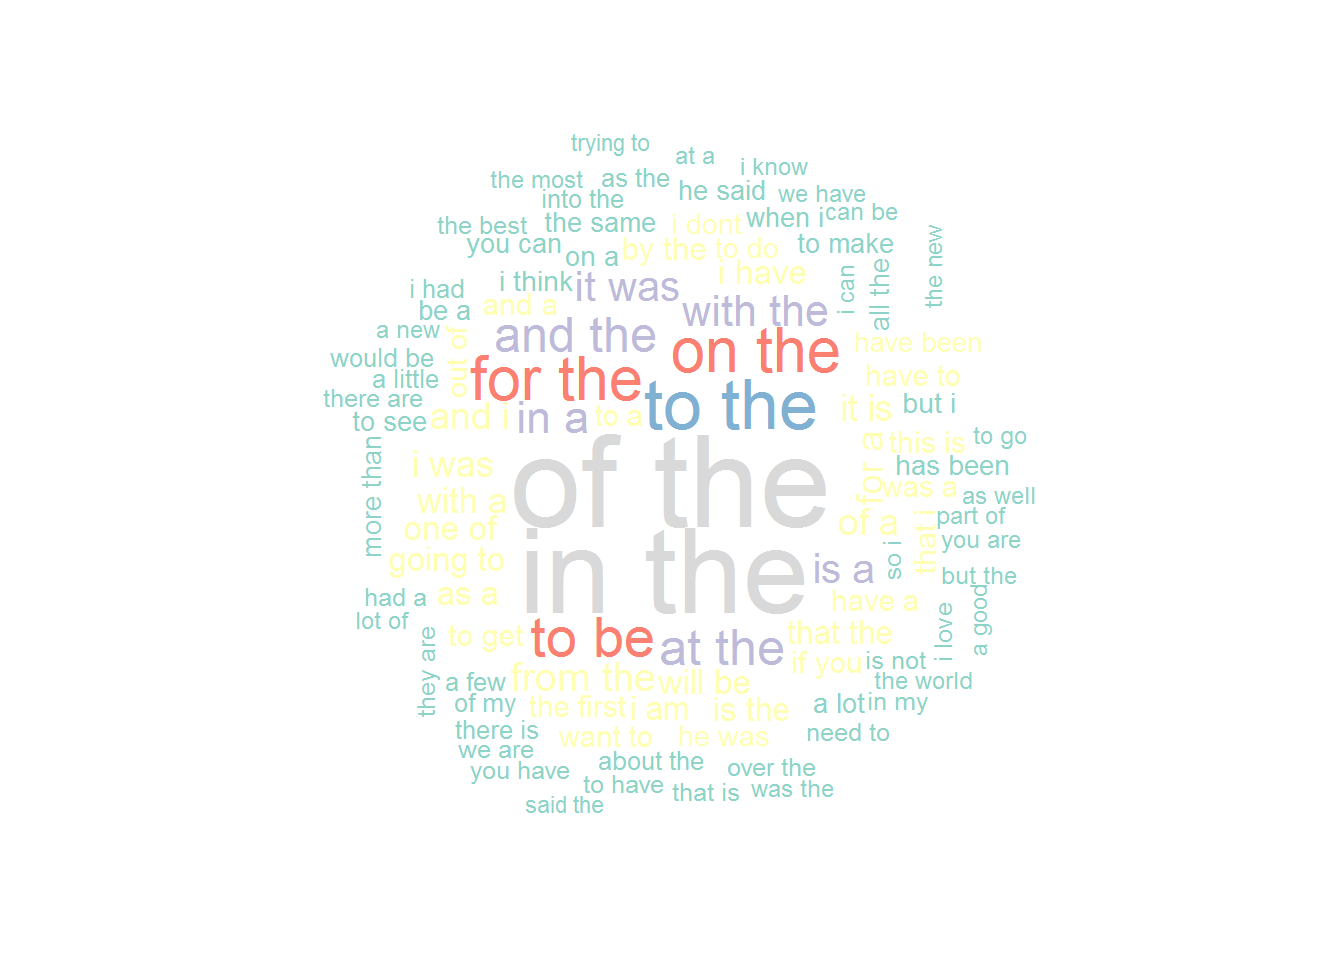 trying to
at a
i know
the most
as the
he said
we have
into the
the best
the same
i dont
when i
can be
you can
on a
by the
to do
to make
the new
i had
i think
it was
i have
i can
all the
be a
and a
with the
a new
out of
and the
on the
have been
would be
a little
for the
to the
have to
there are
to see
and i
in a
to a
it is
but i
more than
i was
of the
for a
this is
to go
has been
with a
was a
as well
one of
of a
that i
part of
going to
in the
is a
so i
you are
but the
had a
as a
have a
i love
a good
lot of
they are
to get
to be
at the
that the
if you
is not
the world
a few
from the
will be
of my
the first
i am
is the
a lot
in my
there is
want to
he was
need to
we are
you have
about the
over the
to have
that is
was the
said the